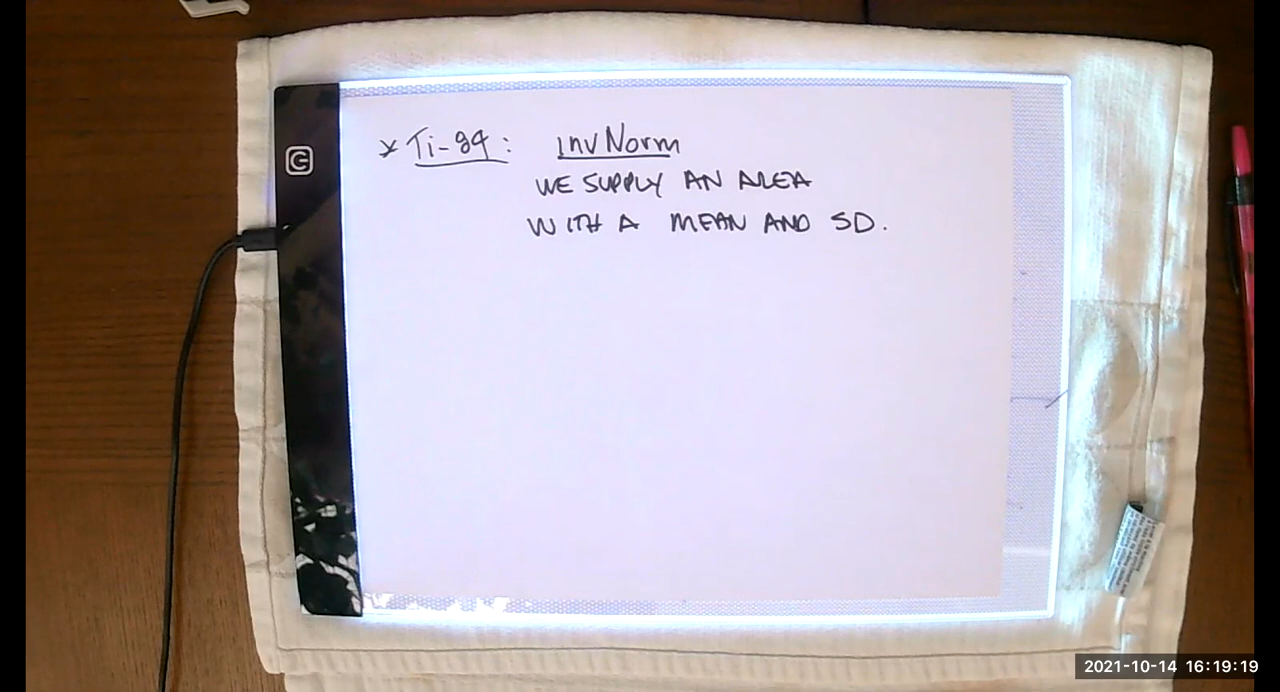 * Ti-84: invNorm
WE SUPPLY AN AREA
WITH A MEAN AND SD.
2021-10-14 16:19:19